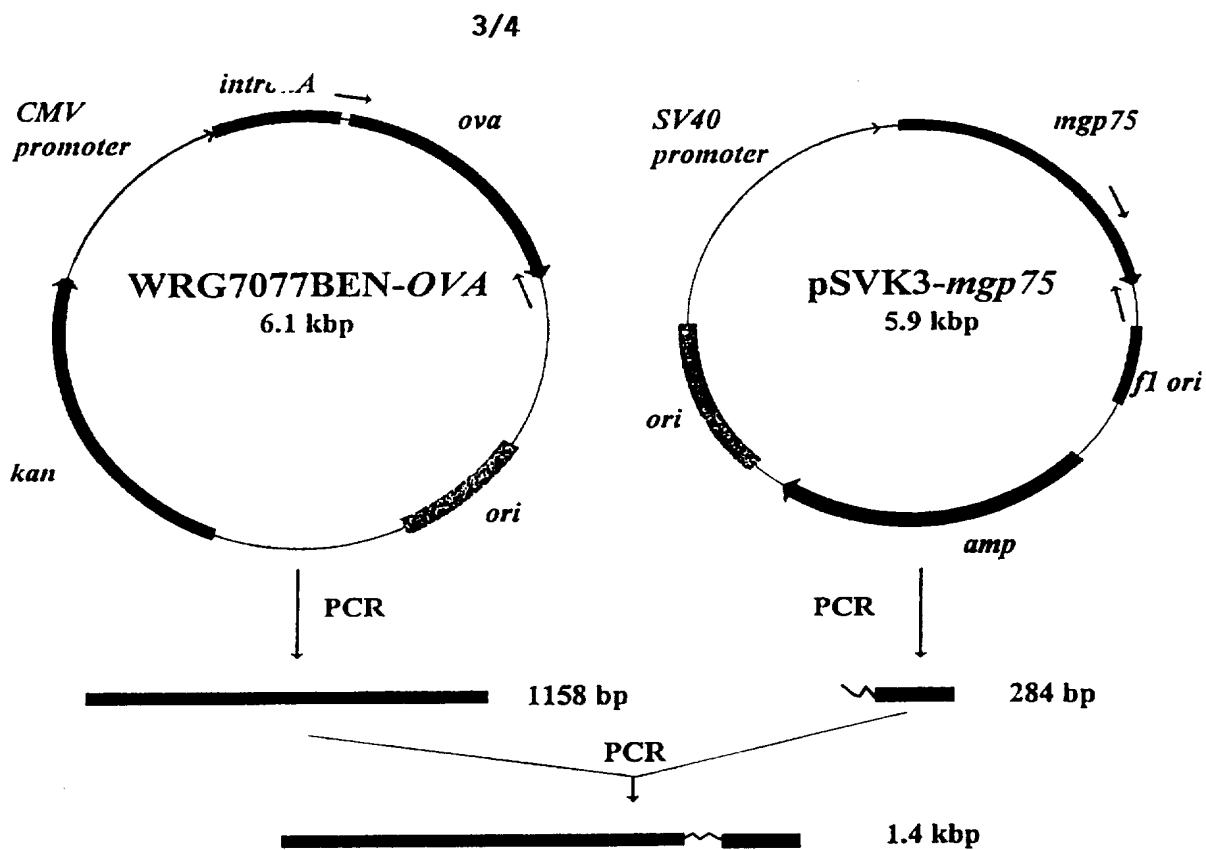 3/4
CMV
promoter
ova
WRG7077BEN-OVA
6.1 kbp
kan
ori
SV40
promoter
mgp75
pSVK3-mgp75
5.9 kbp
ori
f1 ori
amp
PCR
PCR
1158 bp
284 bp
PCR
1.4 kbp